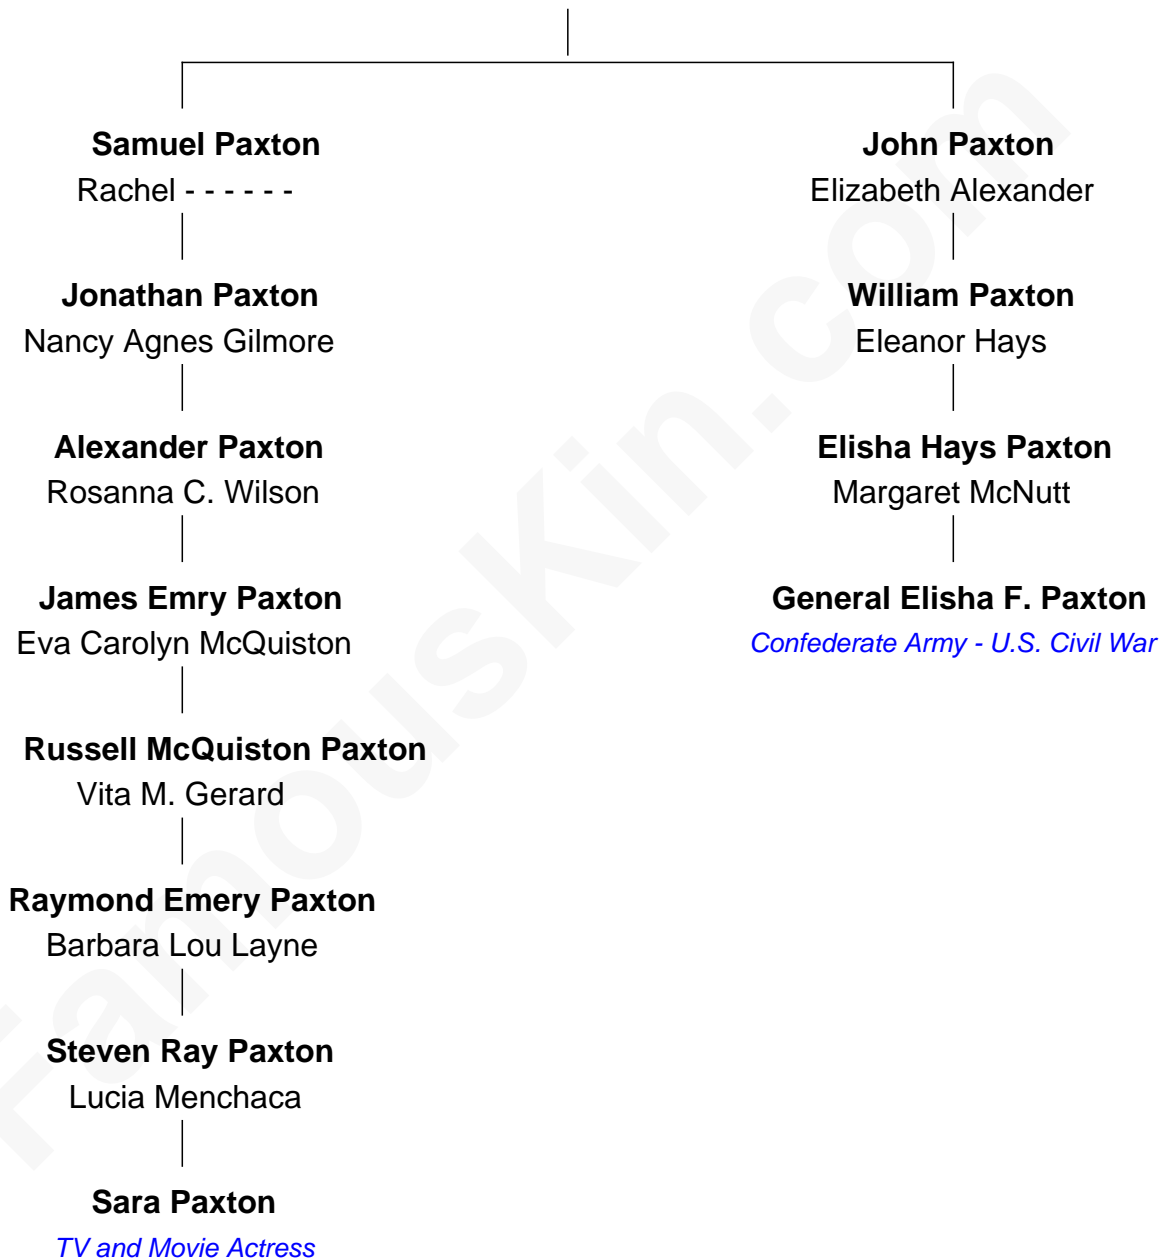 Samuel Paxton
Rachel - - - - - -
Jonathan Paxton
Nancy Agnes Gilmore
Alexander Paxton
Rosanna C. Wilson
James Emry Paxton
Eva Carolyn McQuiston
Russell McQuiston Paxton
Vita M. Gerard
Raymond Emery Paxton
Barbara Lou Layne
Steven Ray Paxton
Lucia Menchaca
Sara Paxton
TV and Movie Actress
John Paxton
Elizabeth Alexander
William Paxton
Eleanor Hays
Elisha Hays Paxton
Margaret McNutt
General Elisha F. Paxton
Confederate Army - U.S. Civil War
FamousKin.com